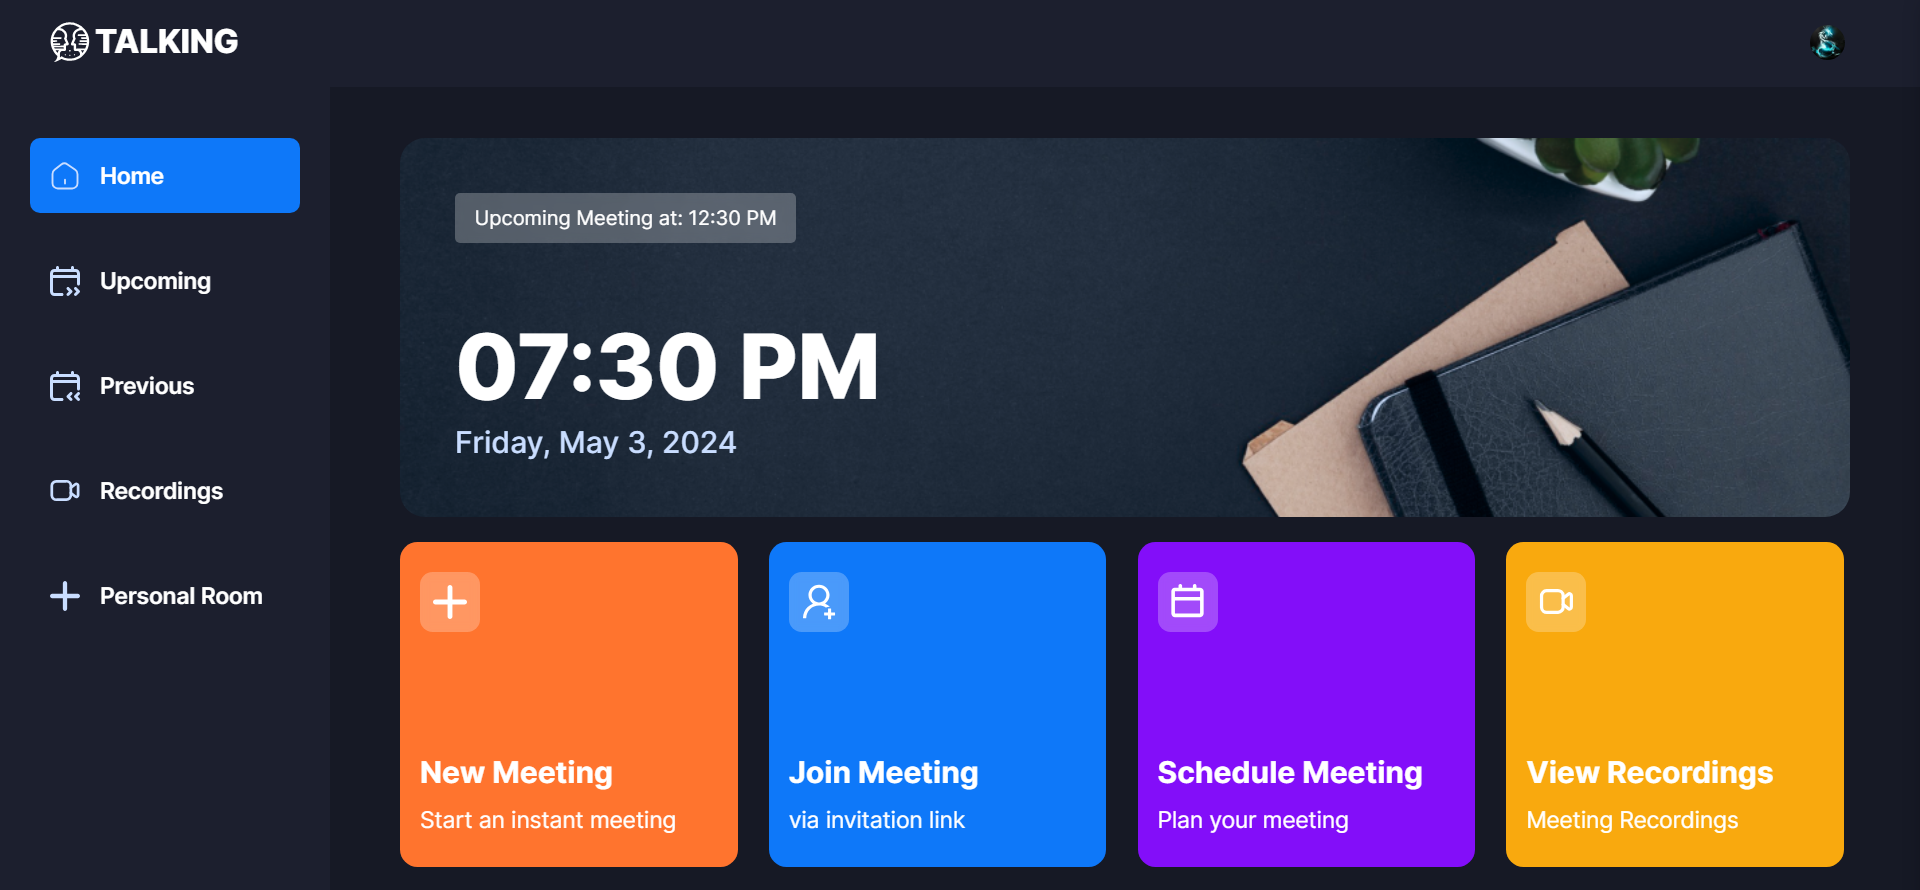 TALKING
Home
Upcoming
Previous
Recordings
Personal Room
Upcoming Meeting at: 12:30 PM
07:30 PM
Friday, May 3, 2024
New Meeting
Start an instant meeting
Join Meeting
via invitation link
Schedule Meeting
Plan your meeting
View Recordings
Meeting Recordings